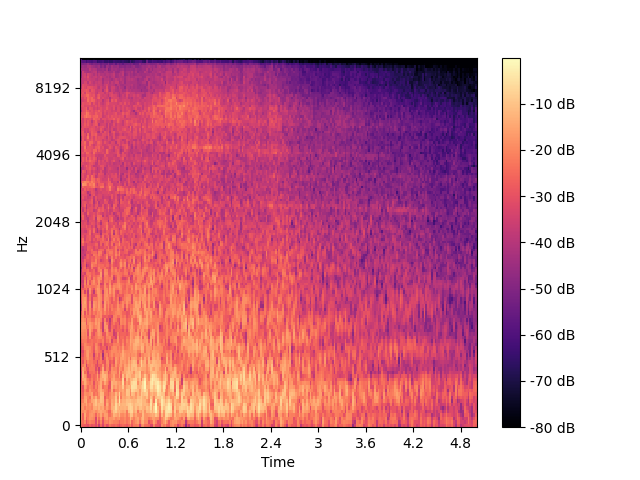 8192
4096
2048
1024
512
0
Hz
0 0.6 1.2 1.8 2.4 3 3.6 4.2 4.8
Time
-10 dB
-20 dB
-30 dB
-40 dB
-50 dB
-60 dB
-70 dB
-80 dB